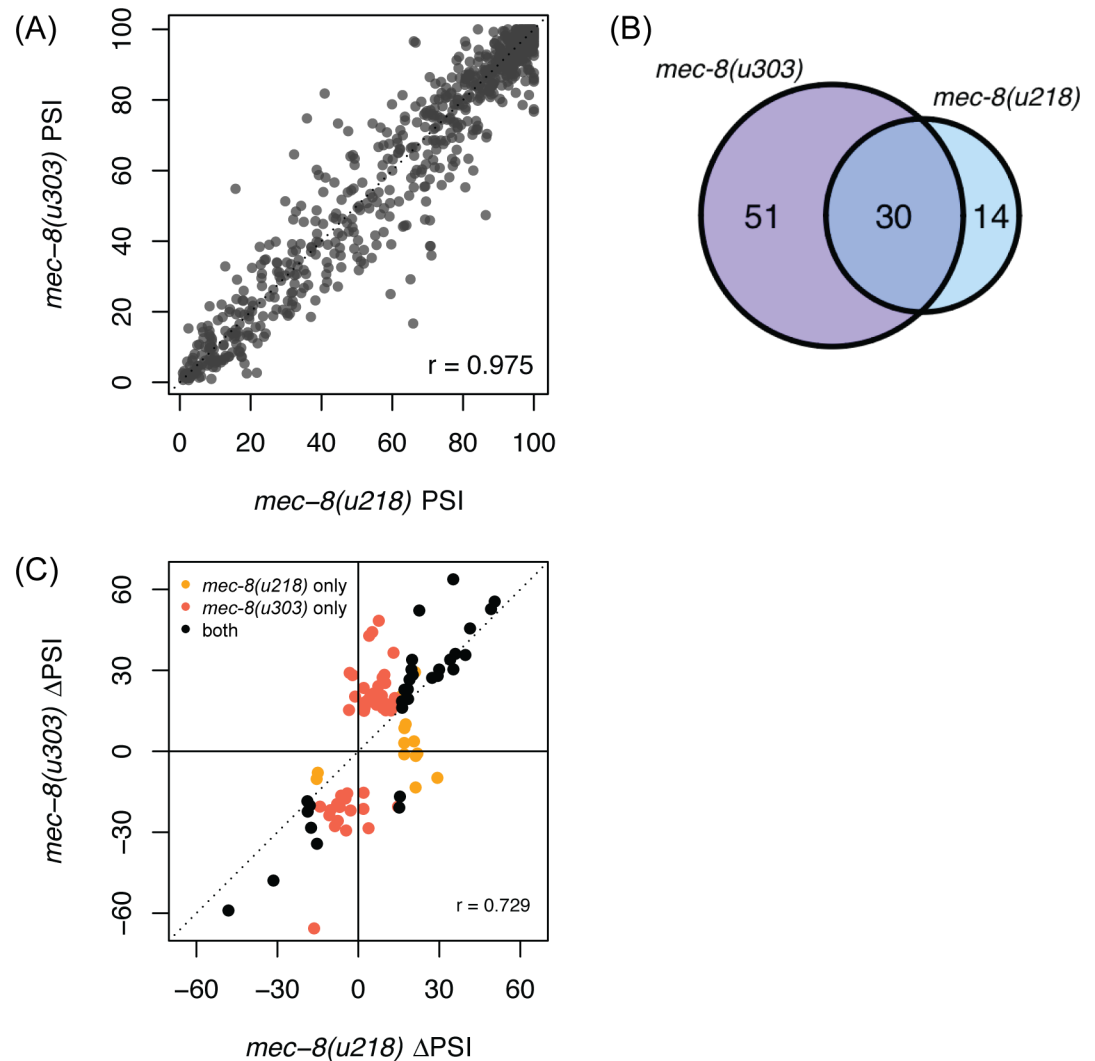 (A)
100
80
60
40
20
0
mec−8(u303) PSI
r = 0.975
0 20 40 60 80 100
mec−8(u218) PSI
(B)
mec-8(u303)
mec-8(u218)
51 30 14
(C)
mec−8(u218) only
mec−8(u303) only
both
60
30
0
−30
−60
mec−8(u303) ΔPSI
r = 0.729
−60 −30 0 30 60
mec−8(u218) ΔPSI